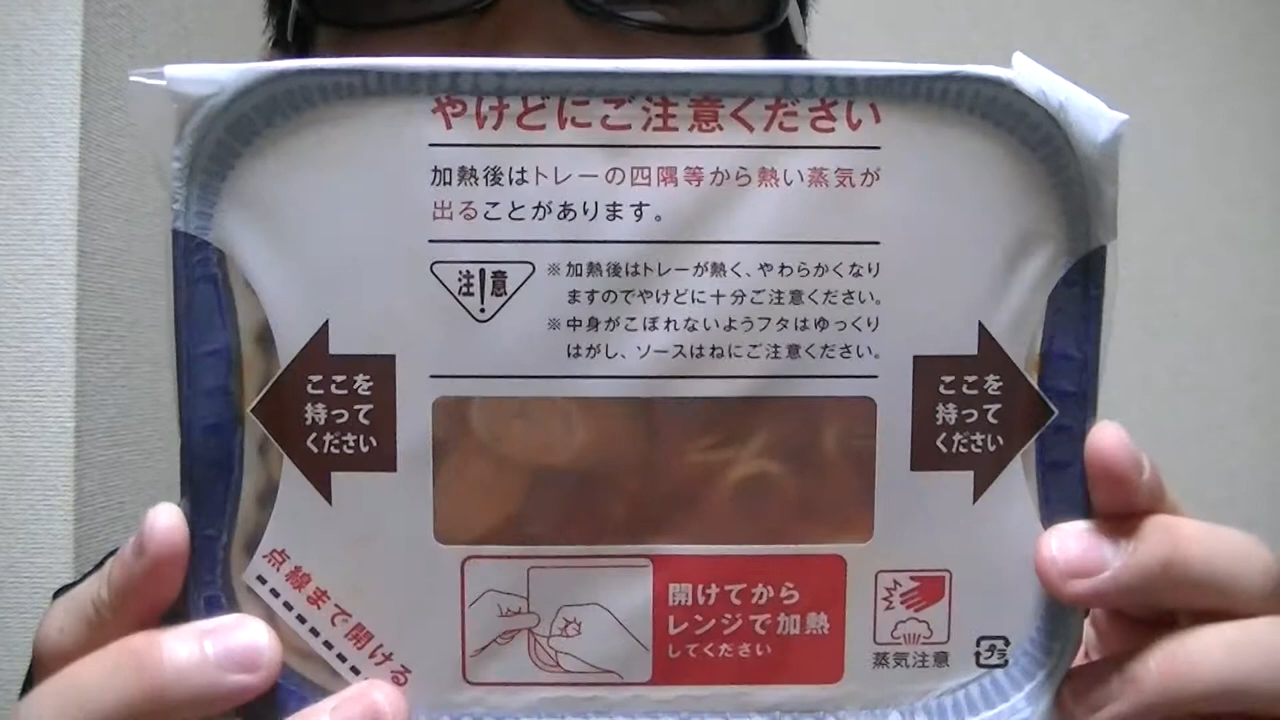 やけどにご注意ください
加熱後はトレーの四隅等から熱い蒸気が
出ることがあります。
注!意
※加熱後はトレーが熱く、やわらかくなり
ますのでやけどに十分ご注意ください。
※中身がこぼれないようフタはゆっくり
はがし、ソースはねにご注意ください。
ここを
持って
ください
ここを
持って
ください
点線まで開ける
開けてから
レンジで加熱
してください
蒸気注意
プラ